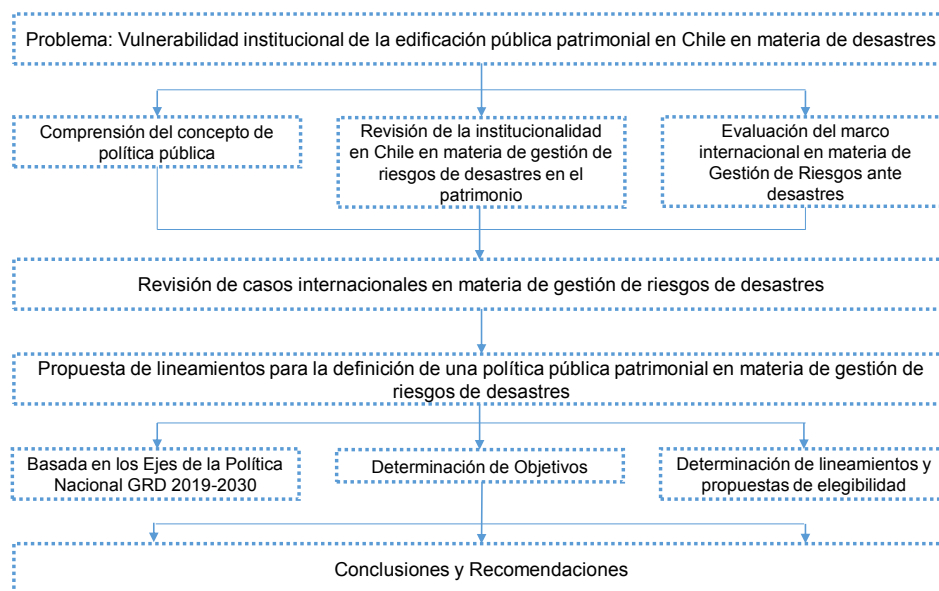 Problema: Vulnerabilidad institucional de la edificación pública patrimonial en Chile en materia de desastres
Comprensión del concepto de
política pública
Revisión de la institucionalidad
en Chile en materia de gestión de
riesgos de desastres en el
patrimonio
Evaluación del marco
internacional en materia de
Gestión de Riesgos ante
desastres
Revisión de casos internacionales en materia de gestión de riesgos de desastres
Propuesta de lineamientos para la definición de una política pública patrimonial en materia de gestión de
riesgos de desastres
Basada en los Ejes de la Política
Nacional GRD 2019-2030
Determinación de Objetivos
Determinación de lineamientos y
propuestas de elegibilidad
Conclusiones y Recomendaciones